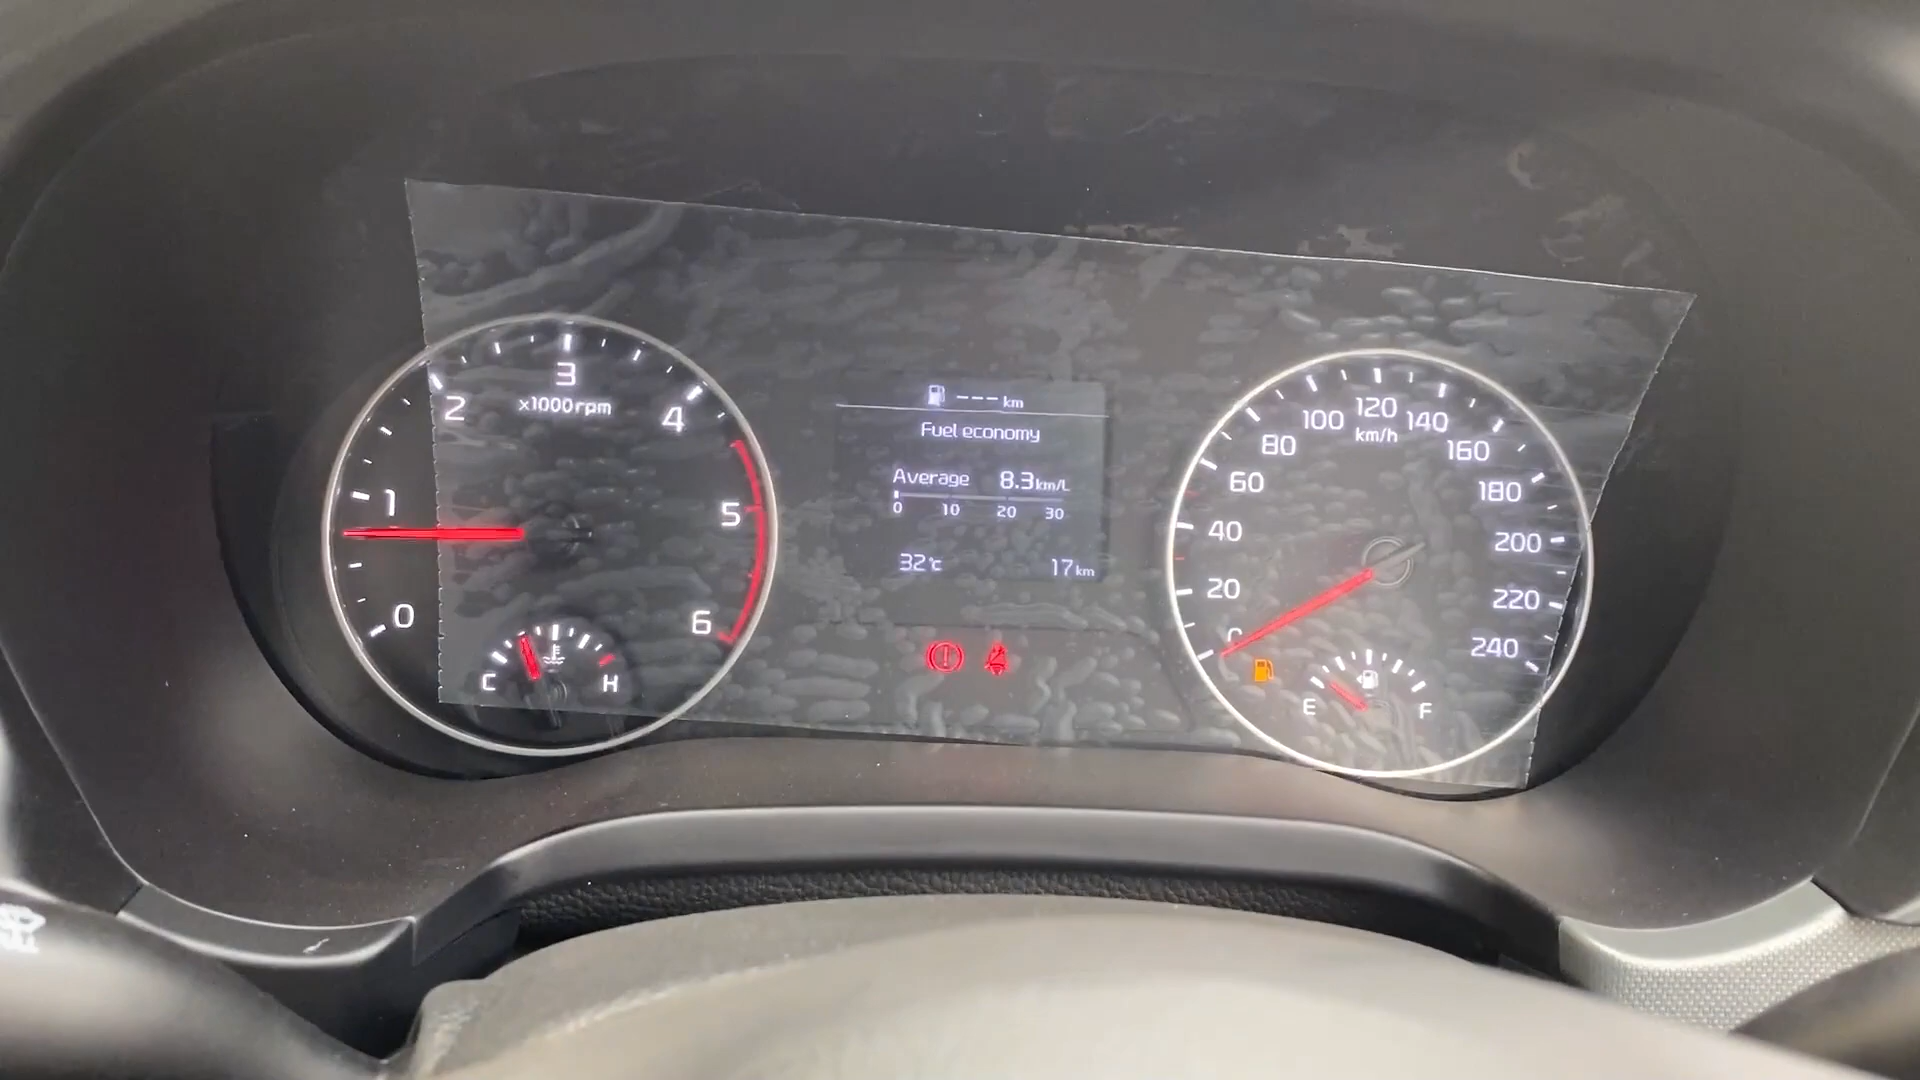 3
x1000rpm
2
4
1
5
0
6
C
H
--- km
Fuel economy
Average 8.3km/L
0 10 20 30
32°C 17km
120
100 140
km/h
80 160
60 180
40 200
20 220
240
E F